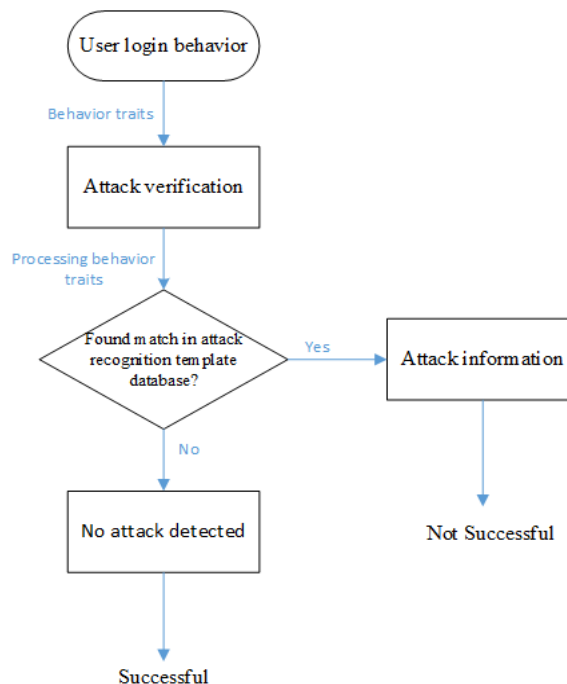 User login behavior
Behavior traits
Attack verification
Processing behavior
traits
Found match in attack
recognition template
database?
Yes
Attack information
No
No attack detected
Not Successful
Successful